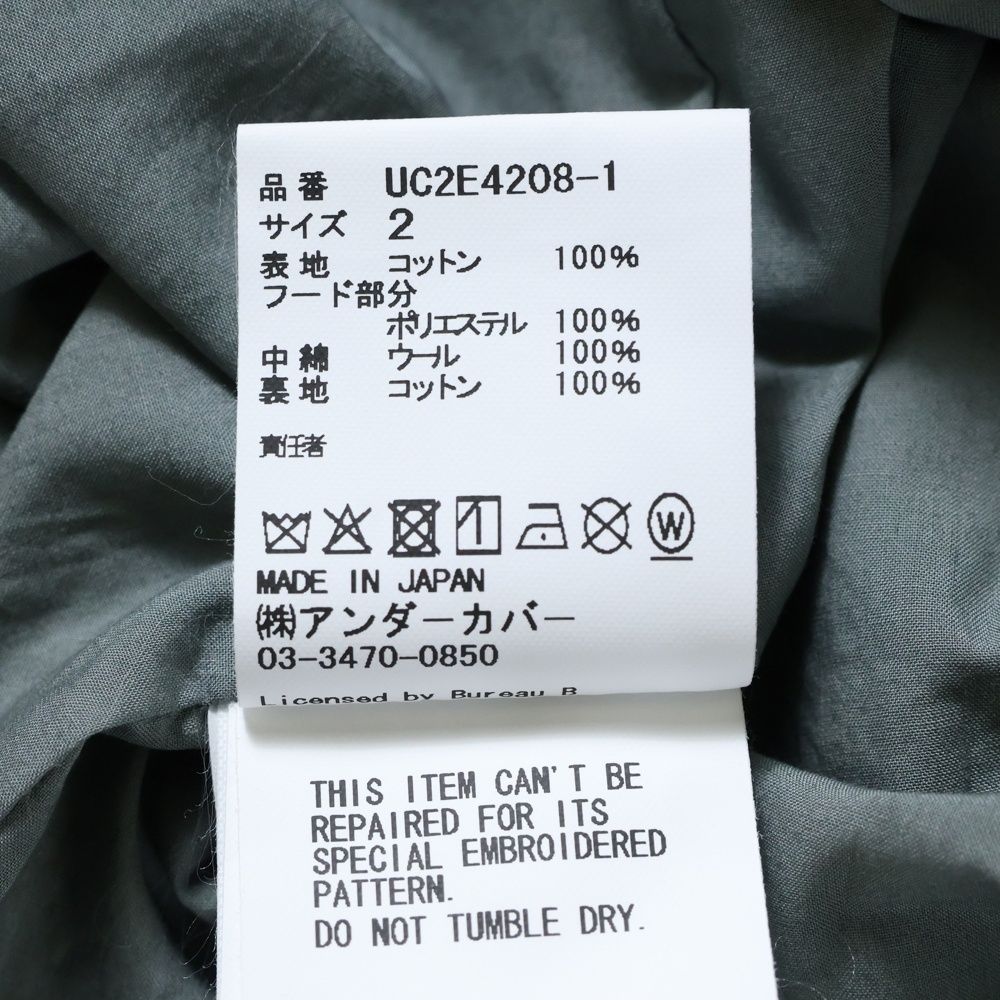 品番 UC2E4208-1
サイズ 2
表地 コットン 100%
フード部分
ポリエステル 100%
中綿 ウール 100%
裏地 コットン 100%
責任者
W
MADE IN JAPAN
㈱アンダーカバー
03-3470-0850
Licensed by Bureau B
THIS ITEM CAN'T BE
REPAIRED FOR ITS
SPECIAL EMBROIDERED
PATTERN.
DO NOT TUMBLE DRY.